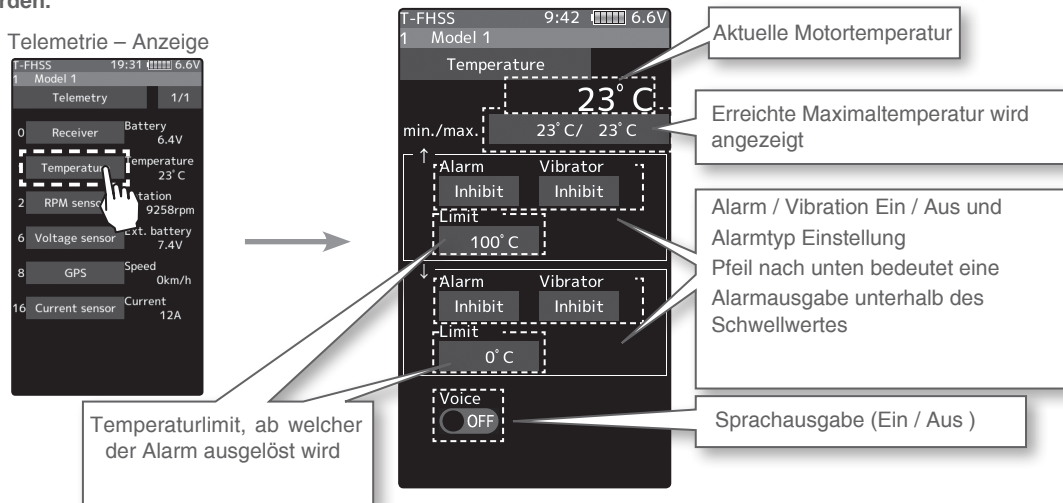 rden.
Telemetrie – Anzeige
T-FHSS 19:31 6.6V
1 Model 1
Telemetry 1/1
0 Receiver Battery
6.4V
Temperature
23°C
2 RPM
9258rpm
6 Voltage sensor Ext. battery
7.4V
8 GPS Speed
0km/h
16 Current sensor Current
12A
T-FHSS 9:42 6.6V
1 Model 1
Temperature
23°C
min./max. 23°C/ 23°C
↑
Alarm Vibrator
Inhibit Inhibit
Limit
100°C
↓
Alarm Vibrator
Inhibit Inhibit
Limit
0°C
Voice
OFF
Aktuelle Motortemperatur
Erreichte Maximaltemperatur wird
angezeigt
Alarm / Vibration Ein / Aus und
Alarmtyp Einstellung
Pfeil nach unten bedeutet eine
Alarmausgabe unterhalb des
Schwellwertes
Temperaturlimit, ab welcher
der Alarm ausgelöst wird
Sprachausgabe (Ein / Aus )